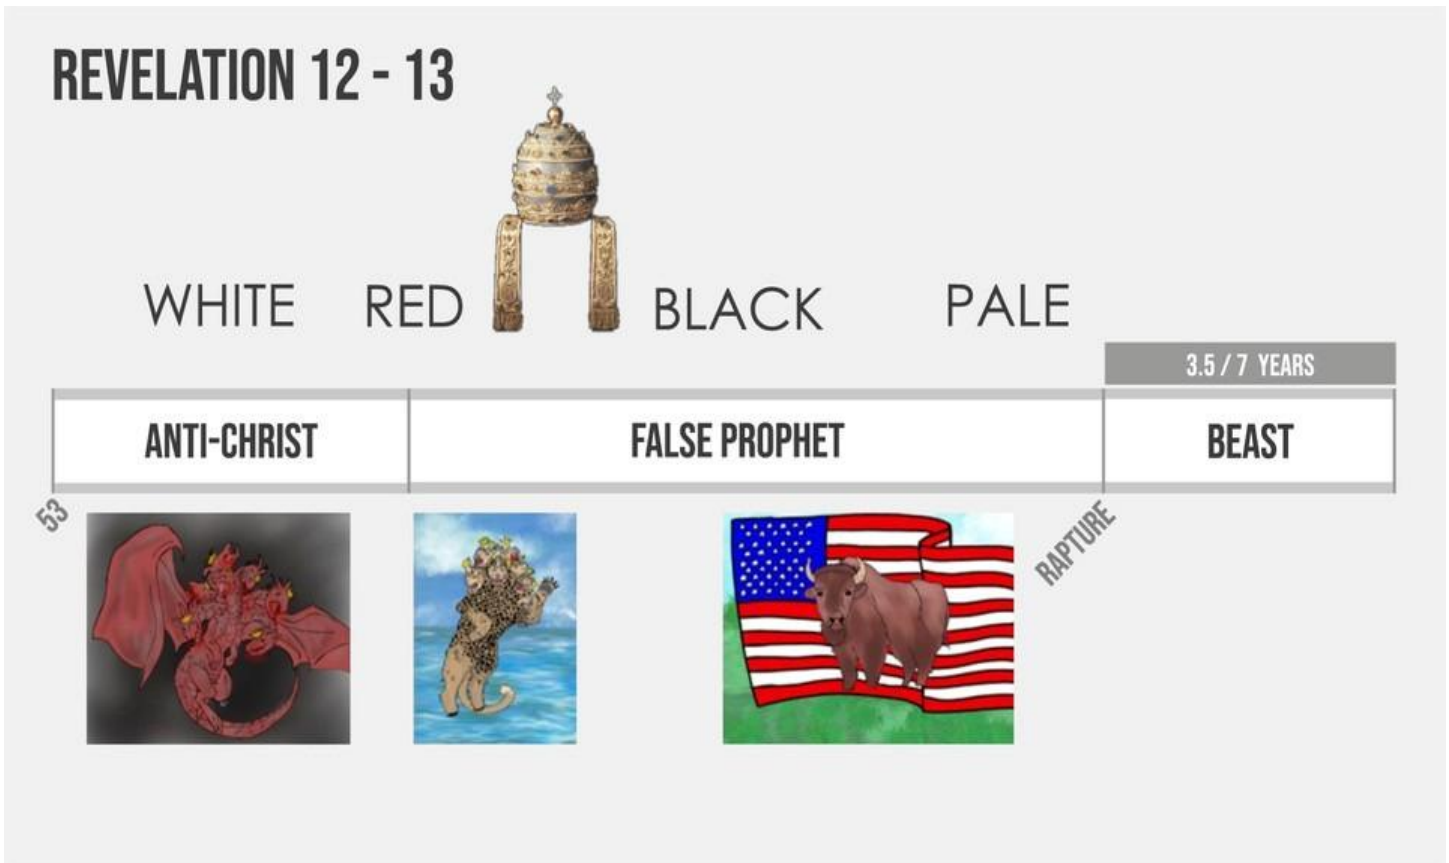 REVELATION 12 - 13
WHITE RED BLACK PALE
3.5 / 7 YEARS
ANTI-CHRIST FALSE PROPHET BEAST
53
RAPTURE